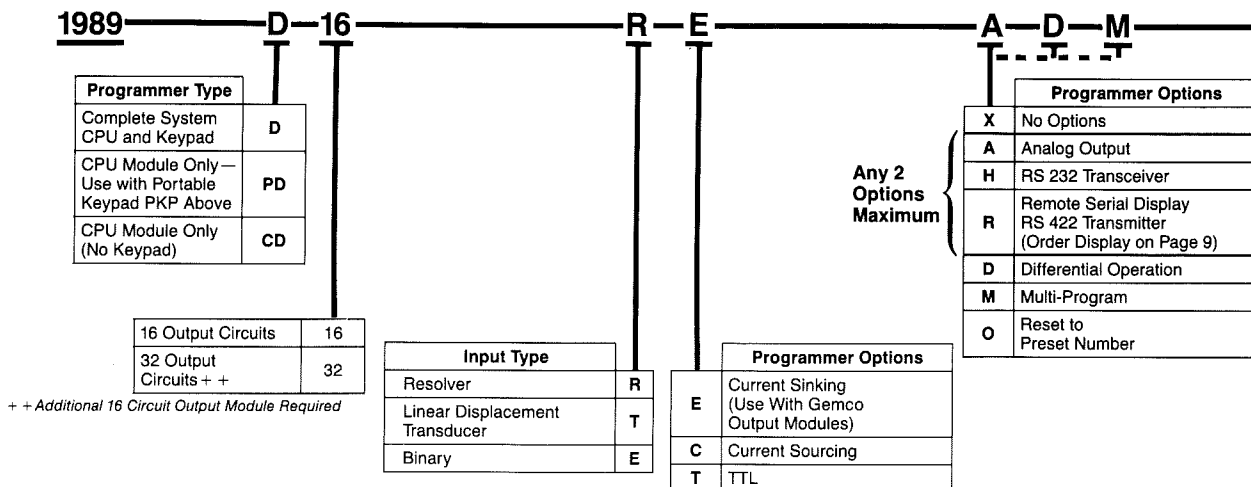 1989 D 16 R E A D M
Programmer Type
Complete System
CPU and Keypad
D
CPU Module Only—
Use with Portable
Keypad PKP Above
PD
CPU Module Only
(No Keypad)
CD
16 Output Circuits 16
32 Output
Circuits + +
32
+ + Additional 16 Circuit Output Module Required
Input Type
Resolver R
Linear Displacement
Transducer
T
Binary E
Programmer Options
E
Current Sinking
(Use With Gemco
Output Modules)
C Current Sourcing
T TTL
Any 2
Options
Maximum
Programmer Options
X No Options
A Analog Output
H RS 232 Transceiver
R
Remote Serial Display
RS 422 Transmitter
(Order Display on Page 9)
D Differential Operation
M Multi-Program
O
Reset to
Preset Number